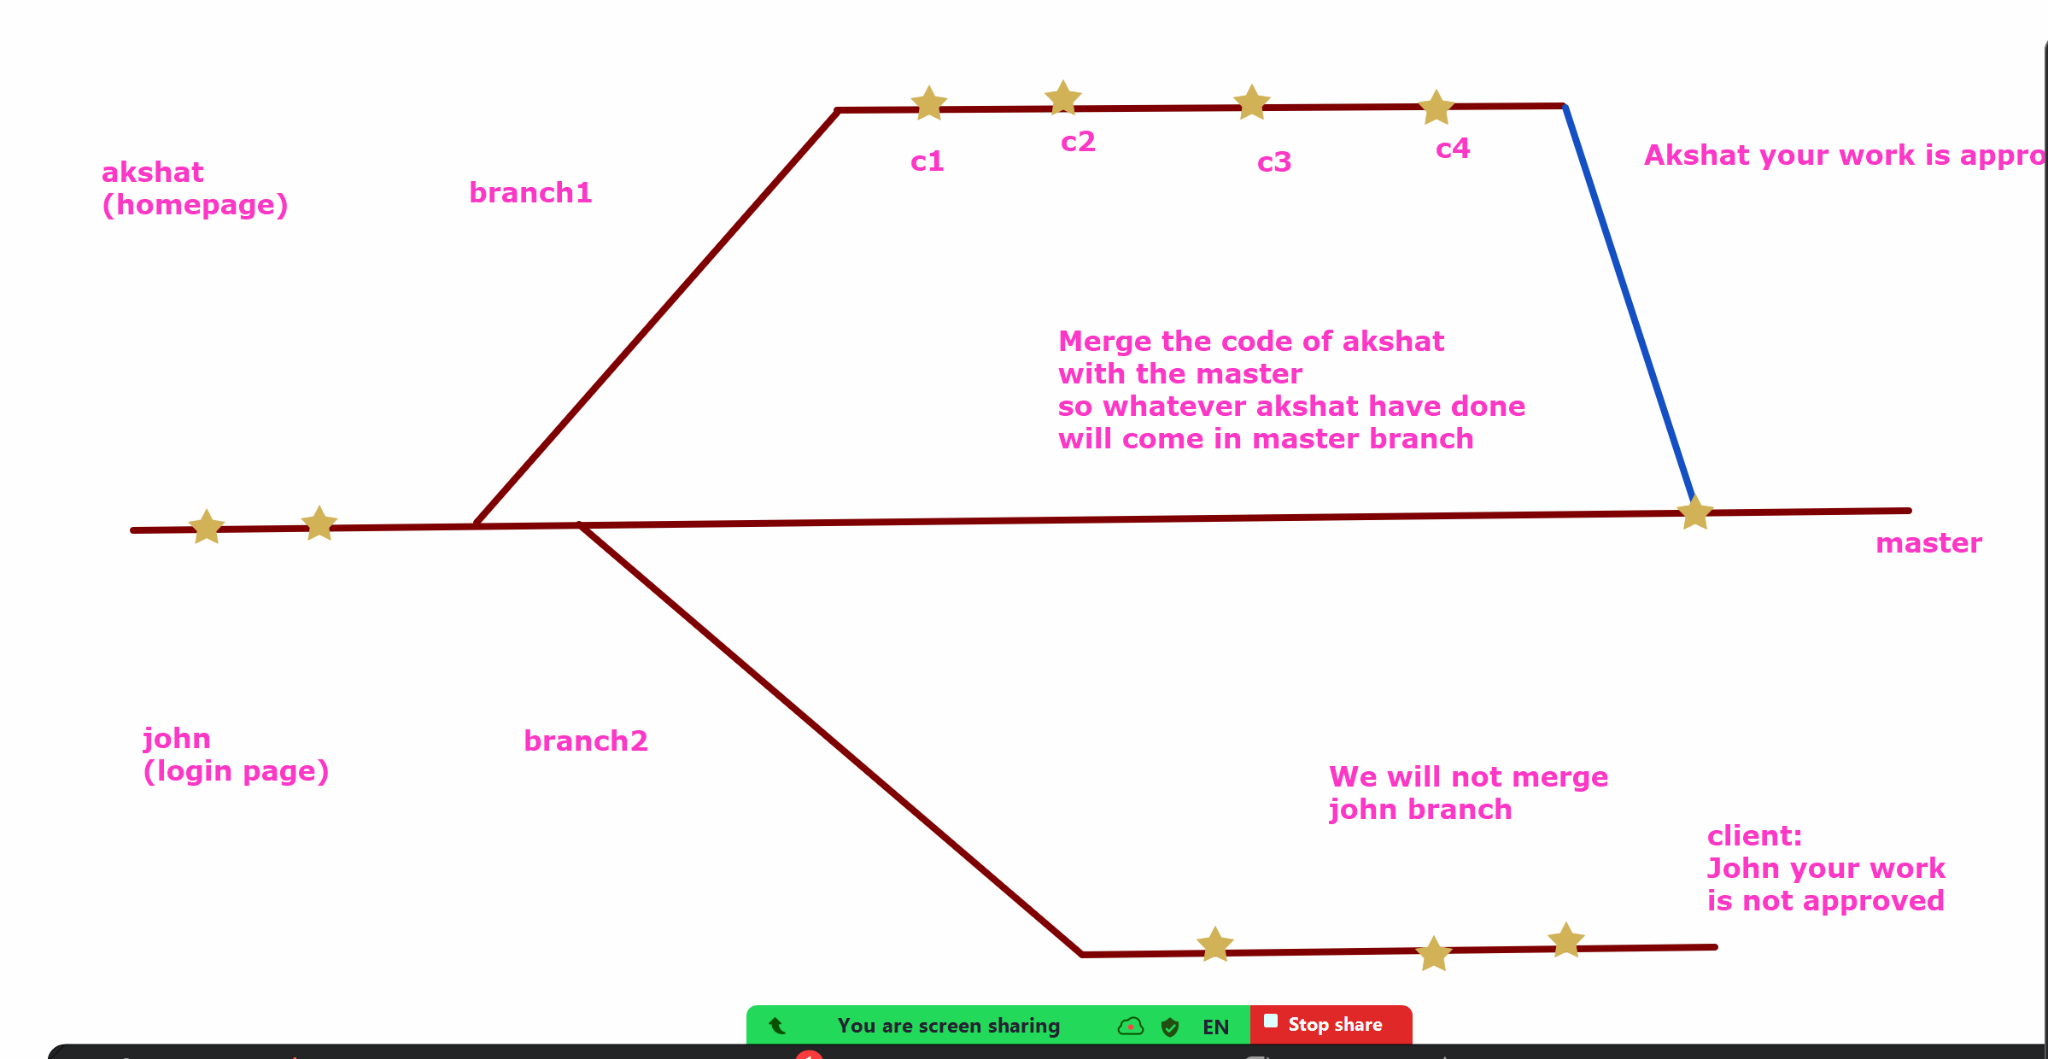 akshat
(homepage)
branch1
c1
c2
c3
c4
Akshat your work is appro
Merge the code of akshat
with the master
so whatever akshat have done
will come in master branch
master
john
(login page)
branch2
We will not merge
john branch
client:
John your work
is not approved
You are screen sharing
EN
Stop share